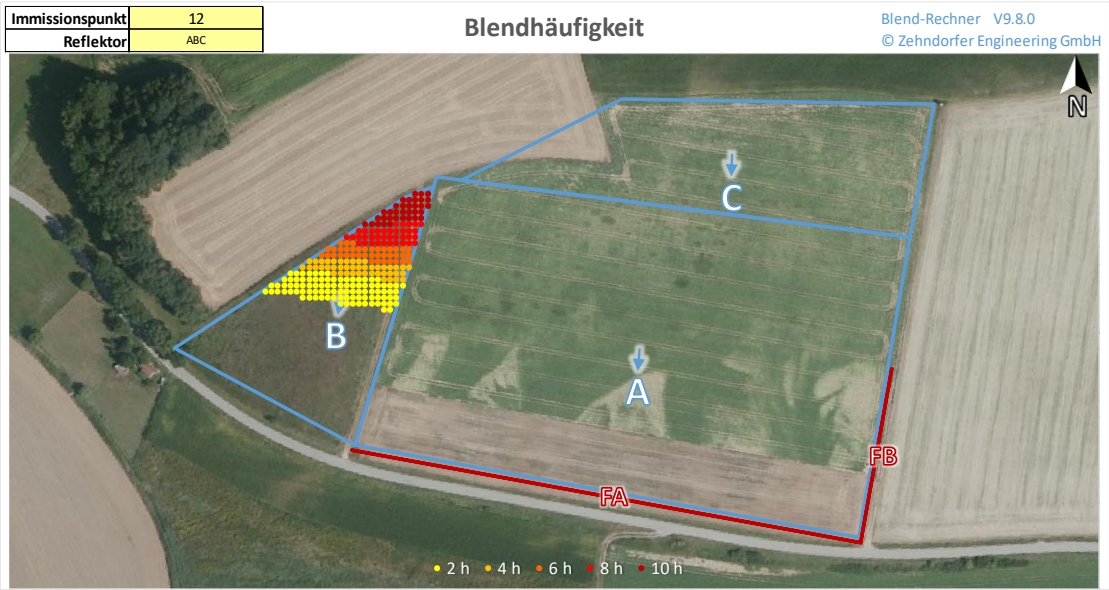 Immissionspunkt 12
Reflektor ABC
Blendhäufigkeit
Blend-Rechner V9.8.0
© Zehndorfer Engineering GmbH
N
C
B
A
FB
FA
2 h 4 h 6 h 8 h 10 h